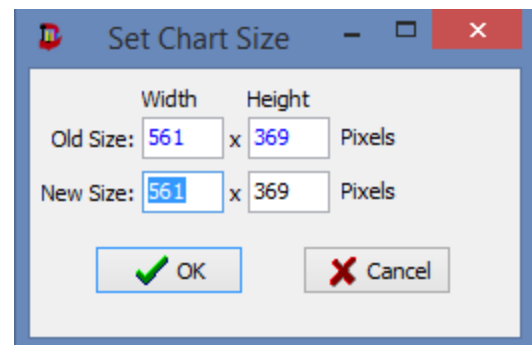 Set Chart Size
Width Height
Old Size: 561 x 369 Pixels
New Size: 561 x 369 Pixels
OK Cancel